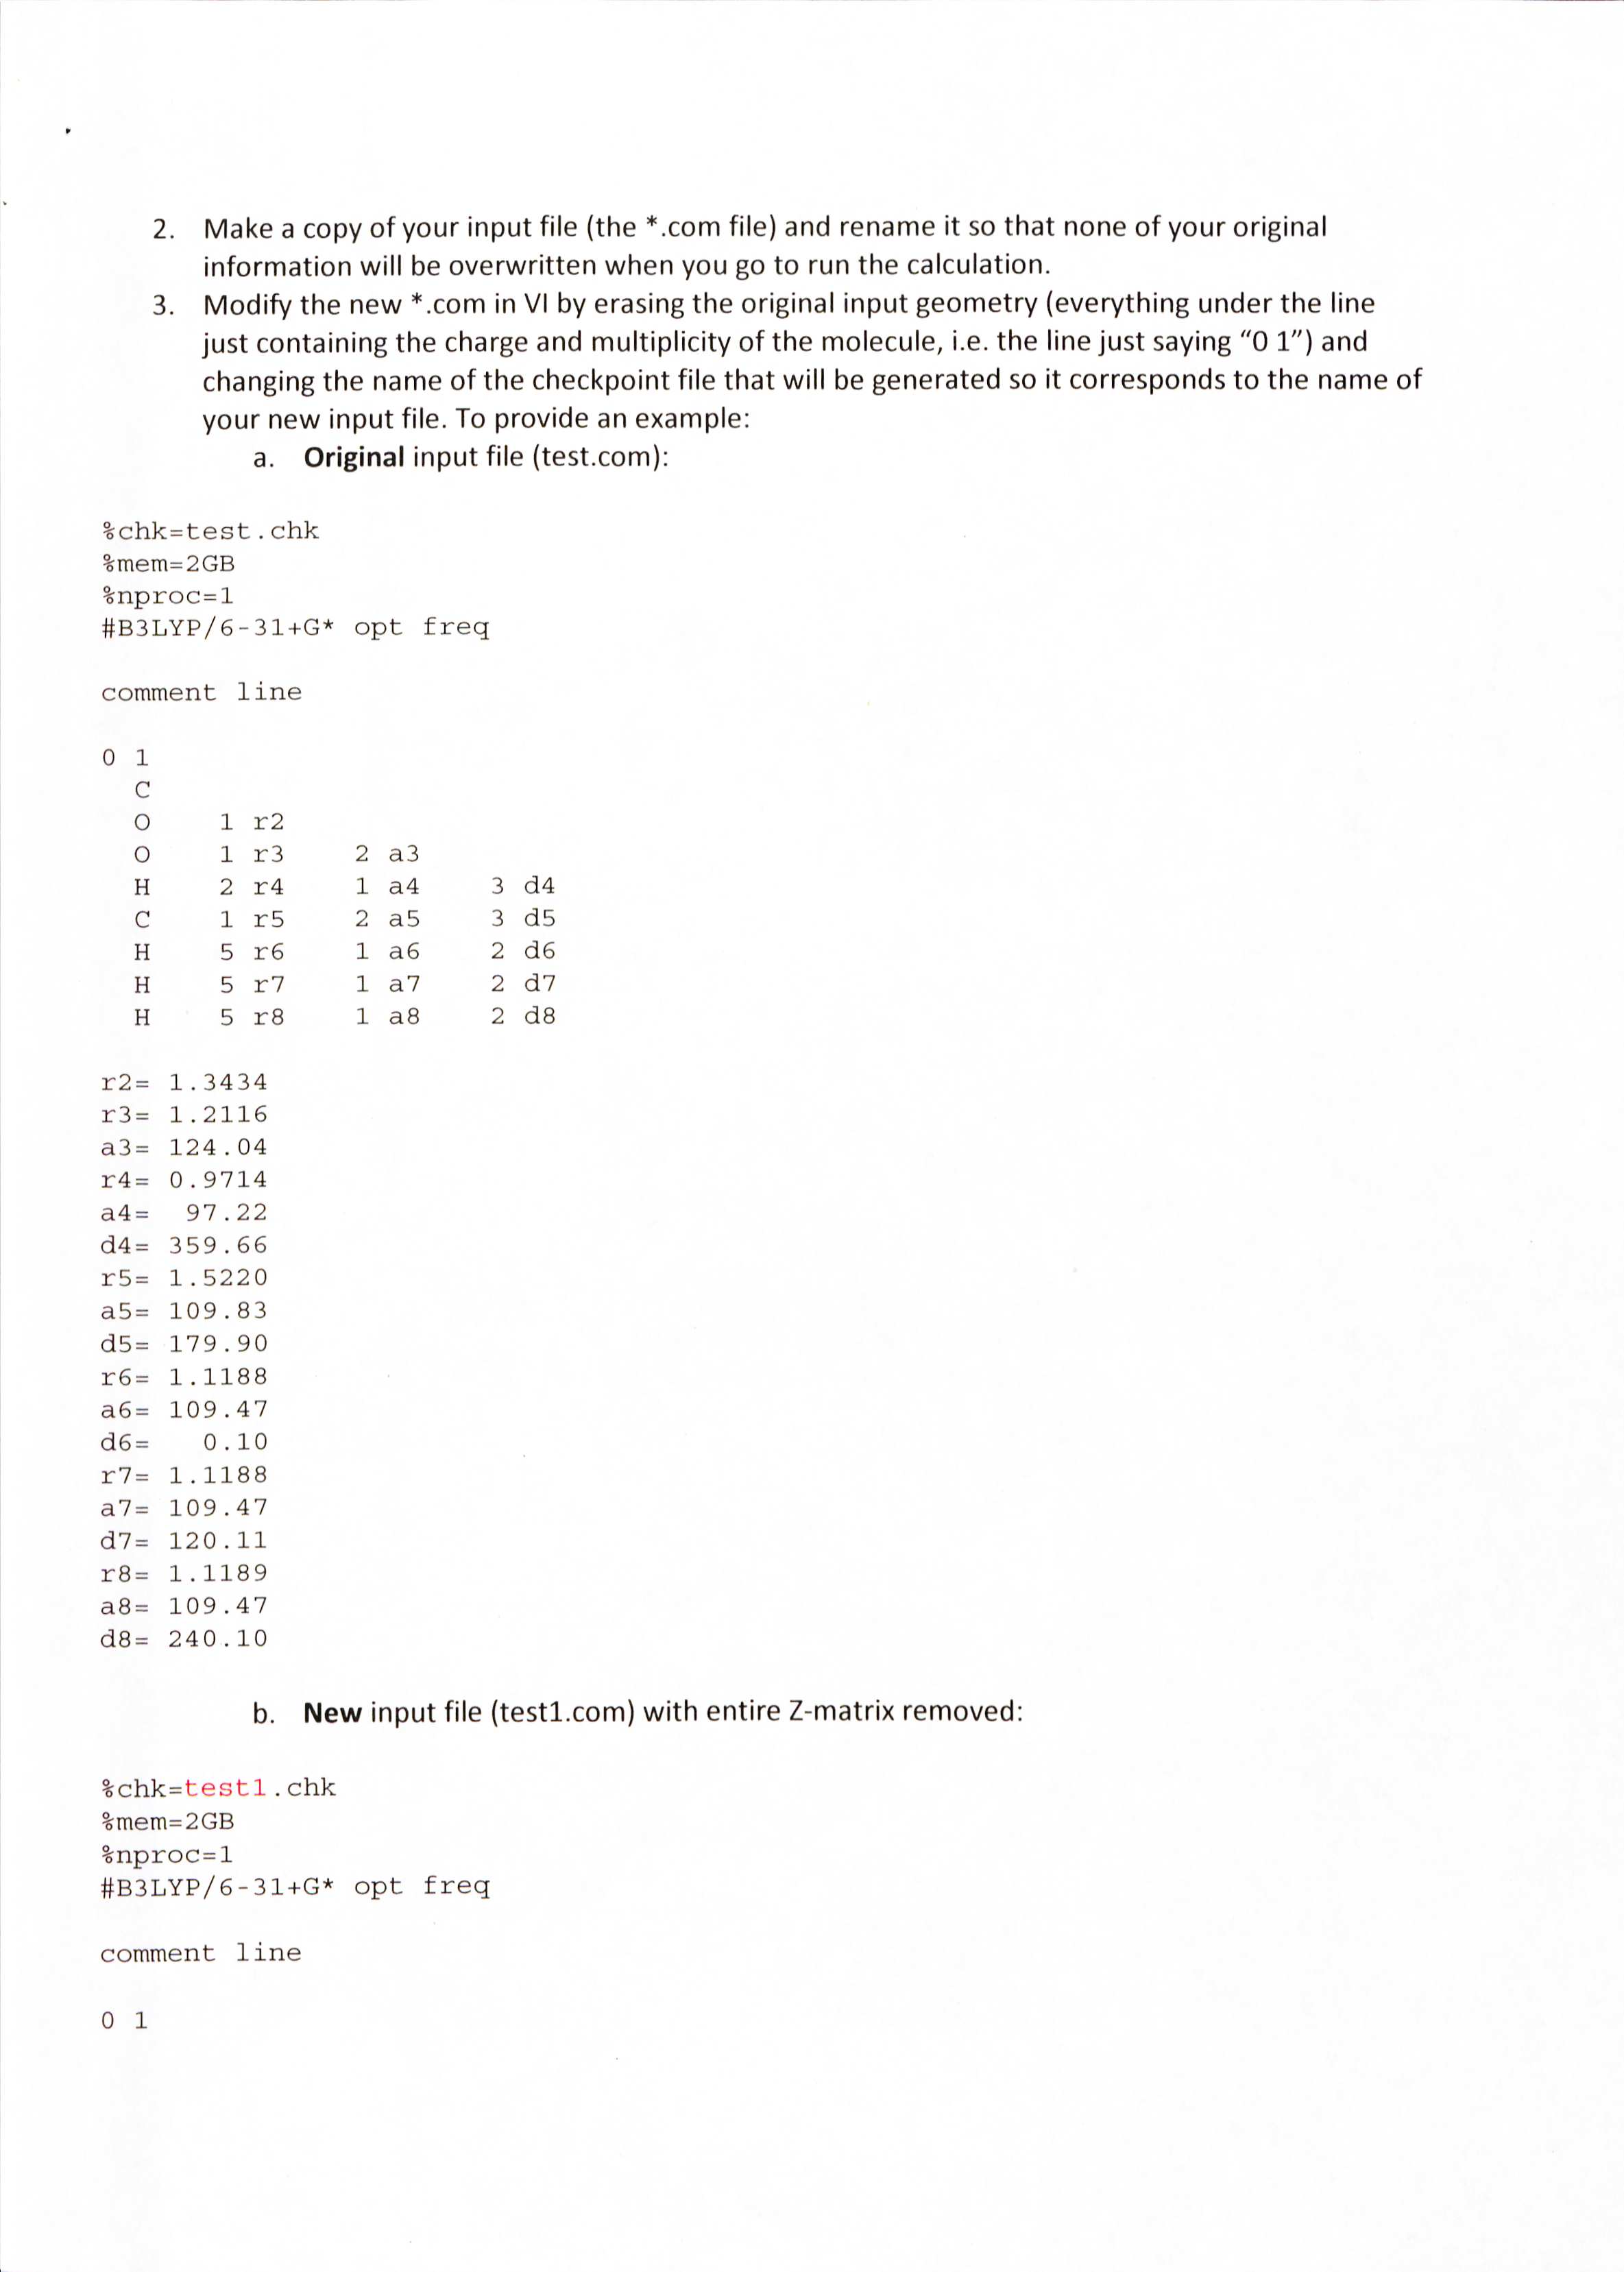 2. Make a copy of your input file (the *.com file) and rename it so that none of your original
information will be overwritten when you go to run the calculation.
3. Modify the new *.com in VI by erasing the original input geometry (everything under the line
just containing the charge and multiplicity of the molecule, i.e. the line just saying “0 1”) and
changing the name of the checkpoint file that will be generated so it corresponds to the name of
your new input file. To provide an example:
a. Original input file (test.com):
%chk=test.chk
%mem=2GB
%nproc=1
#B3LYP/6-31+G* opt freq
comment line
0 1
C
O 1 r2
O 1 r3 2 a3
H 2 r4 1 a4 3 d4
C 1 r5 2 a5 3 d5
H 5 r6 1 a6 2 d6
H 5 r7 1 a7 2 d7
H 5 r8 1 a8 2 d8
r2= 1.3434
r3= 1.2116
a3= 124.04
r4= 0.9714
a4= 97.22
d4= 359.66
r5= 1.5220
a5= 109.83
d5= 179.90
r6= 1.1188
a6= 109.47
d6= 0.10
r7= 1.1188
a7= 109.47
d7= 120.11
r8= 1.1189
a8= 109.47
d8= 240.10
b. New input file (test1.com) with entire Z-matrix removed:
%chk=test1.chk
%mem=2GB
%nproc=1
#B3LYP/6-31+G* opt freq
comment line
0 1